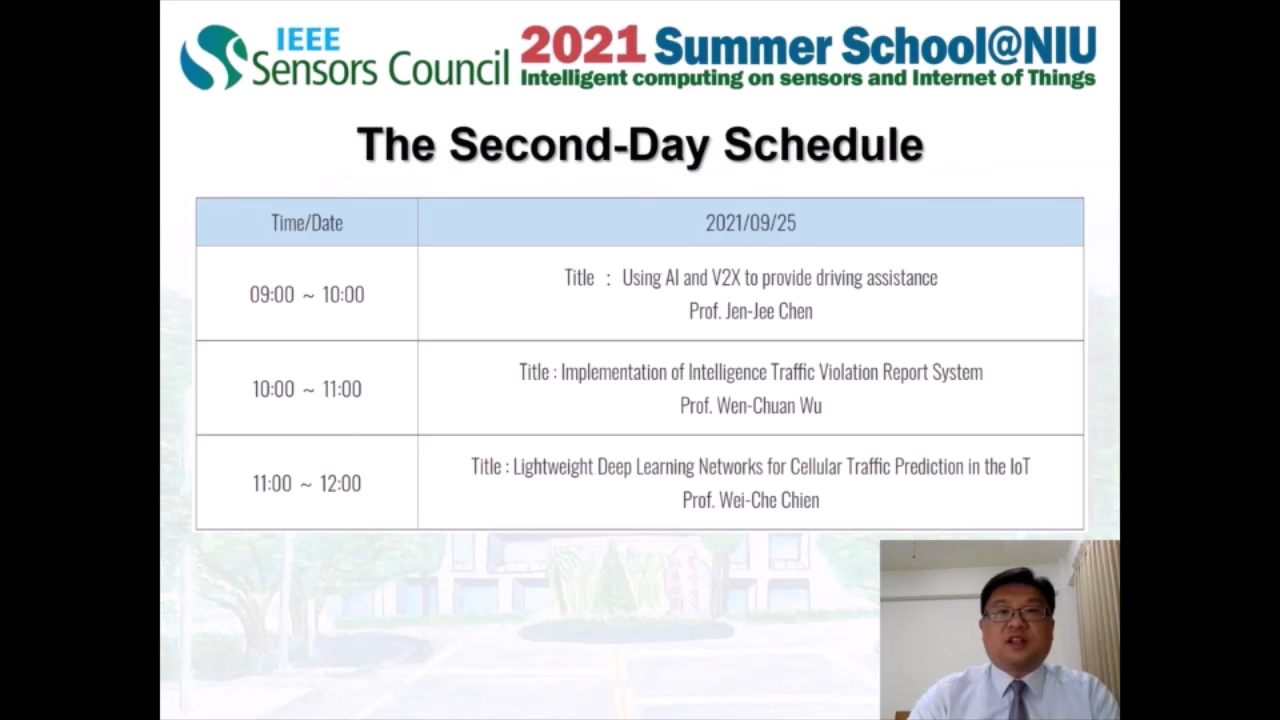 IEEE
Sensors Council
2021 Summer School@NIU
Intelligent computing on sensors and Internet of Things
The Second-Day Schedule
Time/Date
2021/09/25
09:00 ~ 10:00
Title : Using AI and V2X to provide driving assistance
Prof. Jen-Jee Chen
10:00 ~ 11:00
Title : Implementation of Intelligence Traffic Violation Report System
Prof. Wen-Chuan Wu
11:00 ~ 12:00
Title : Lightweight Deep Learning Networks for Cellular Traffic Prediction in the IoT
Prof. Wei-Che Chien